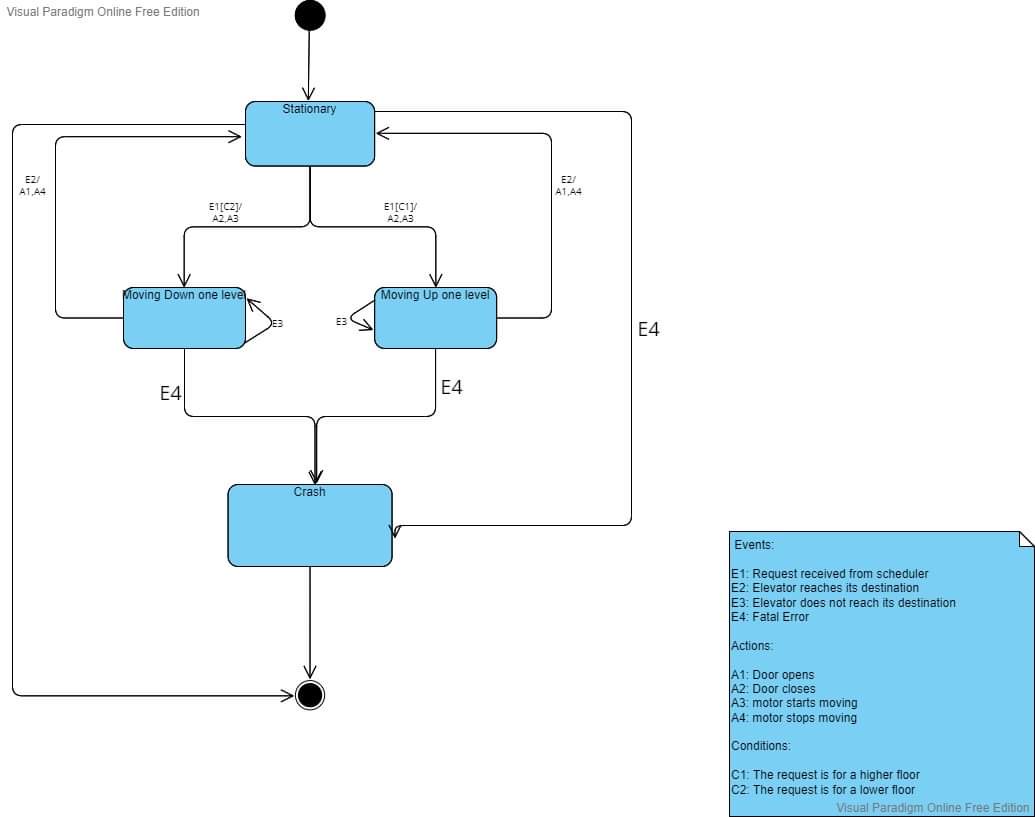 Visual Paradigm Online Free Edition
Stationary
E2/
A1,A4
E2/
A1,A4
E1[C2]/
A2,A3
E1[C1]/
A2,A3
Moving Down one level
Moving Up one level
E3
E3
E4
E4
E4
Crash
Events:
E1: Request received from scheduler
E2: Elevator reaches its destination
E3: Elevator does not reach its destination
E4: Fatal Error
Actions:
A1: Door opens
A2: Door closes
A3: motor starts moving
A4: motor stops moving
Conditions:
C1: The request is for a higher floor
C2: The request is for a lower floor
Visual Paradigm Online Free Edition